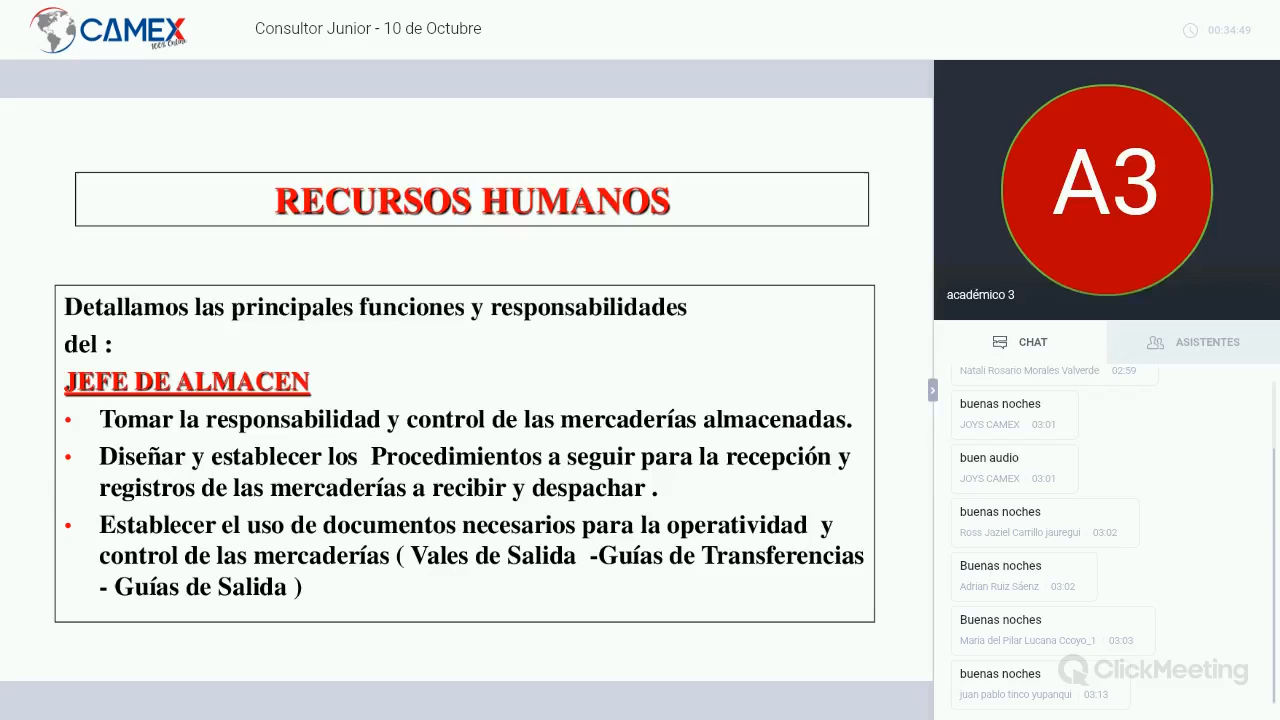 CAMEX
100% Online
Consultor Junior - 10 de Octubre
00:34:49
RECURSOS HUMANOS
Detallamos las principales funciones y responsabilidades
del :
JEFE DE ALMACEN
• Tomar la responsabilidad y control de las mercaderías almacenadas.
• Diseñar y establecer los Procedimientos a seguir para la recepción y
registros de las mercaderías a recibir y despachar .
• Establecer el uso de documentos necesarios para la operatividad y
control de las mercaderías ( Vales de Salida -Guías de Transferencias
- Guías de Salida )
A3
académico 3
CHAT
ASISTENTES
Natali Rosario Morales Valverde 02:59
buenas noches
JOYS CAMEX 03:01
buen audio
JOYS CAMEX 03:01
buenas noches
Ross Jaziel Carrillo jauregui 03:02
Buenas noches
Adrian Ruiz Sáenz 03:02
Buenas noches
Maria del Pilar Lucana Ccoyo_1 03:03
buenas noches
juan pablo tinco yupanqui 03:13
ClickMeeting